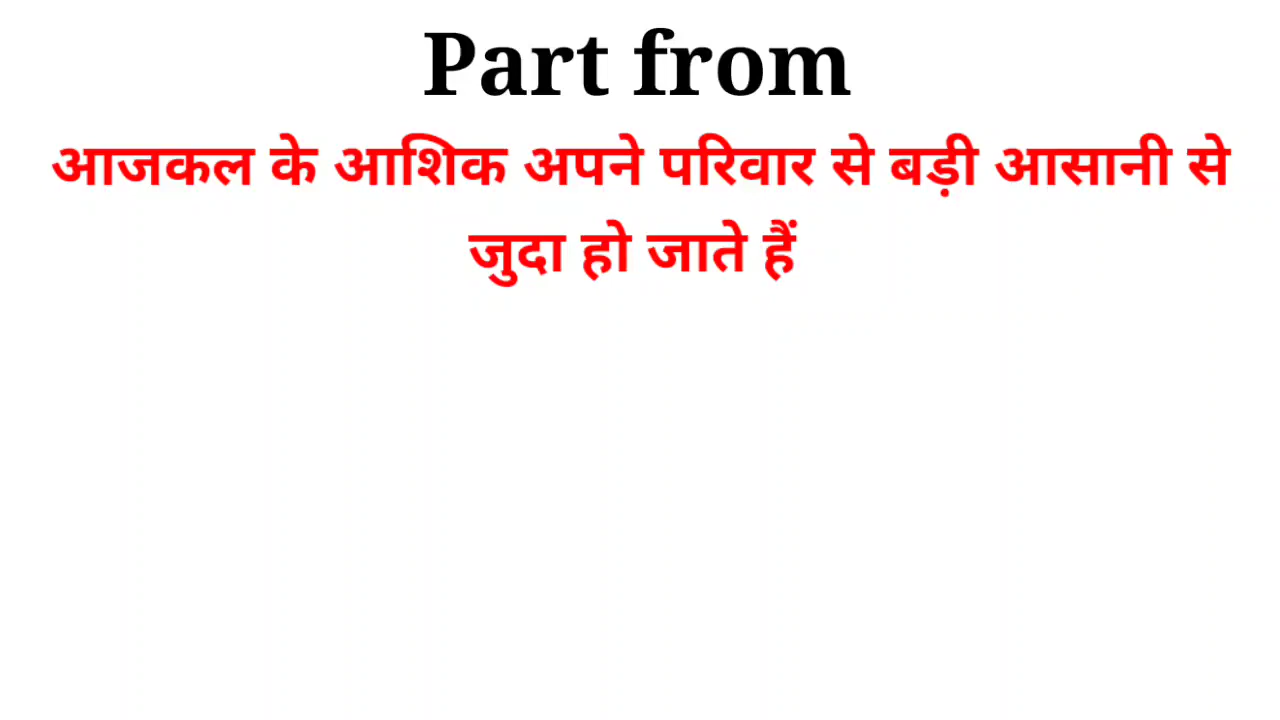 Part from
आजकल के आशिक अपने परिवार से बड़ी आसानी से
जुदा हो जाते हैं